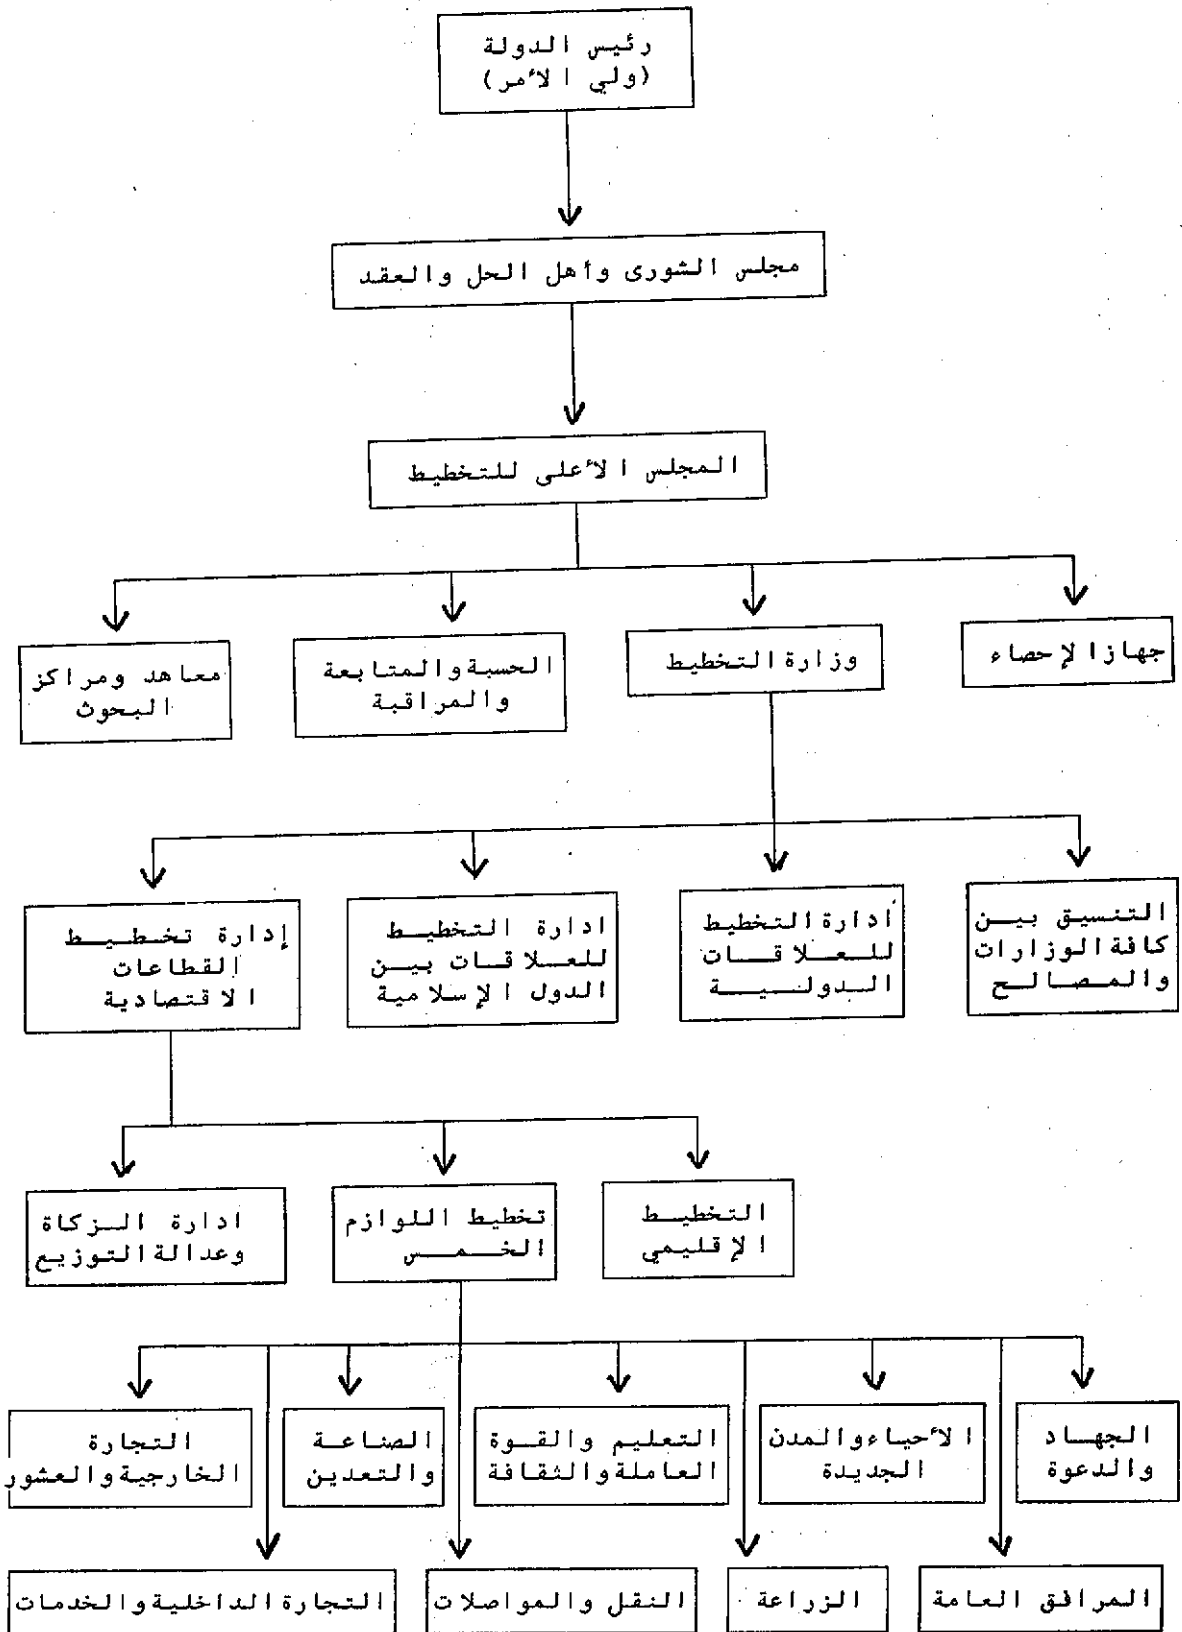 رئيس الدولة
(ولي الأمر)
مجلس الشورى وأهل الحل والعقد
المجلس الأعلى للتخطيط
جهاز الإحصاء
وزارة التخطيط
الحسبة والمتابعة
والمراقبة
معاهد ومراكز
البحوث
التنسيق بين
كافة الوزارات
والمصالح
ادارة التخطيط
للعلاقات
الدولية
ادارة التخطيط
للعلاقات بين
الدول الإسلامية
إدارة تخطيط
القطاعات
الاقتصادية
التخطيط
الإقليمي
تخطيط اللوازم
الخمس
ادارة الزكاة
وعدالة التوزيع
الجهاد
والدعوة
الأحياء والمدن
الجديدة
التعليم والقوة
العاملة والثقافة
الصناعة
والتعدين
التجارة
الخارجية والعشور
المرافق العامة
الزراعة
النقل والمواصلات
التجارة الداخلية والخدمات